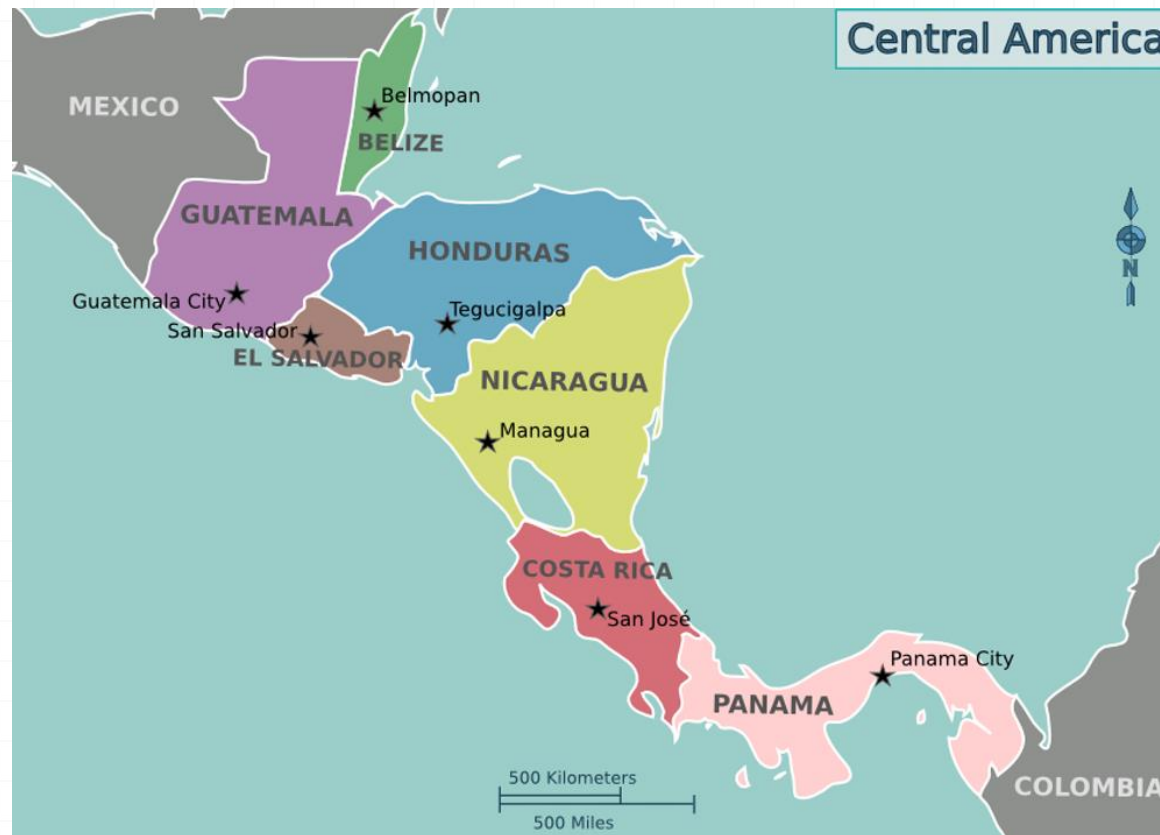 Central America
MEXICO
Belmopan
BELIZE
GUATEMALA
HONDURAS
N
Guatemala City
Tegucigalpa
San Salvador
EL SALVADOR
NICARAGUA
Managua
COSTA RICA
San José
Panama City
PANAMA
500 Kilometers
COLOMBIA
500 Miles